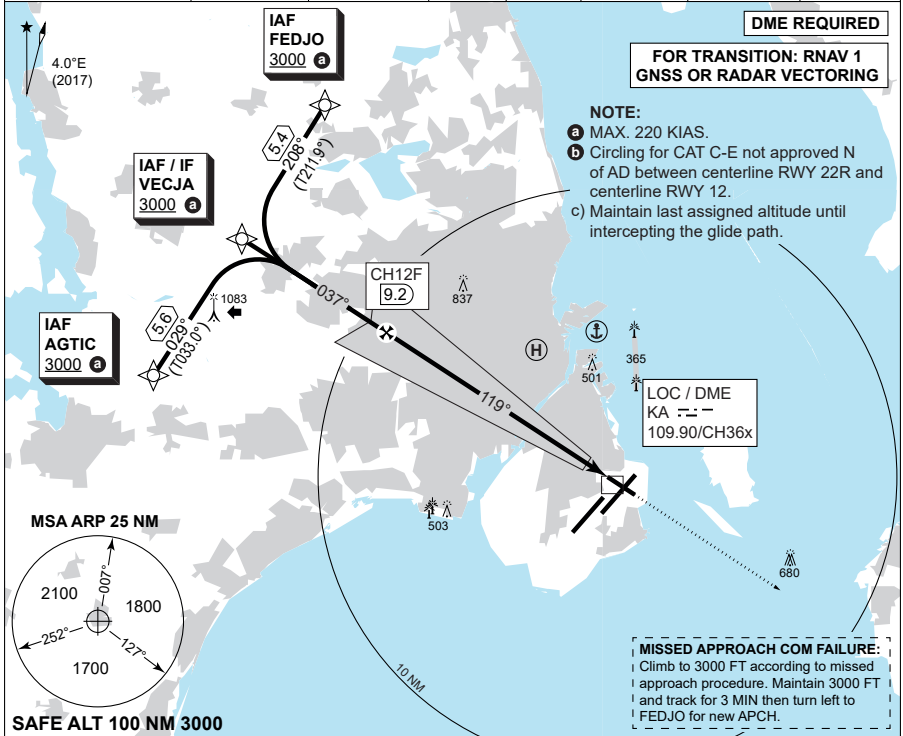 IAF
FEDJO
3000 a
DME REQUIRED
FOR TRANSITION: RNAV 1
GNSS OR RADAR VECTORING
4.0°E
(2017)
NOTE:
a MAX. 220 KIAS.
b Circling for CAT C-E not approved N
of AD between centerline RWY 22R and
centerline RWY 12.
c) Maintain last assigned altitude until
intercepting the glide path.
5.4
208°
(T211.9°)
IAF / IF
VECJA
3000 a
CH12F
9.2
837
037°
1083
IAF
AGTIC
3000 a
5.6
029°
(T033.0°)
H
365
501
119°
LOC / DME
KA
109.90/CH36x
503
680
MSA ARP 25 NM
007°
2100
1800
252°
127°
1700
10 NM
SAFE ALT 100 NM 3000
MISSED APPROACH COM FAILURE:
Climb to 3000 FT according to missed
approach procedure. Maintain 3000 FT
and track for 3 MIN then turn left to
FEDJO for new APCH.